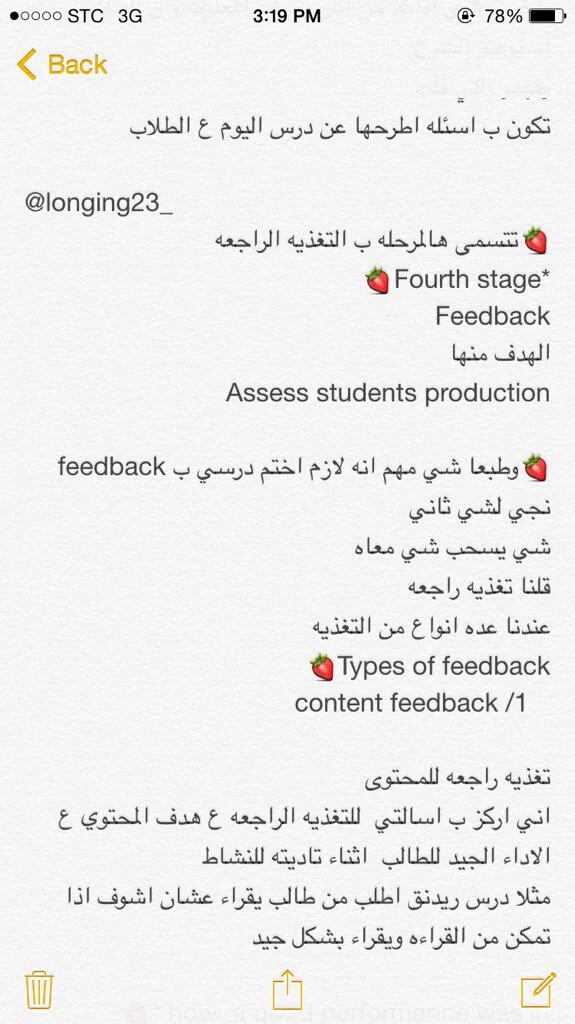 STC 3G 3:19 PM 78%
Back
تكون ب اسئله اطرحها عن درس اليوم ع الطلاب
@longing23_
🍓تتسمى هالمرحله ب التغذيه الراجعه
🍓Fourth stage*
Feedback
الهدف منها
Assess students production
🍓وطبعا شي مهم انه لازم اختم درسي ب feedback
نجي لشي ثاني
شي يسحب شي معاه
قلنا تغذيه راجعه
عندنا عده انواع من التغذيه
🍓Types of feedback
content feedback /1
تغذيه راجعه للمحتوى
اني اركز ب اسالتي للتغذيه الراجعه ع هدف المحتوي ع
الاداء الجيد للطالب اثناء تاديته للنشاط
مثلا درس ريدنق اطلب من طالب يقراء عشان اشوف اذا
تمكن من القراءه ويقراء بشكل جيد